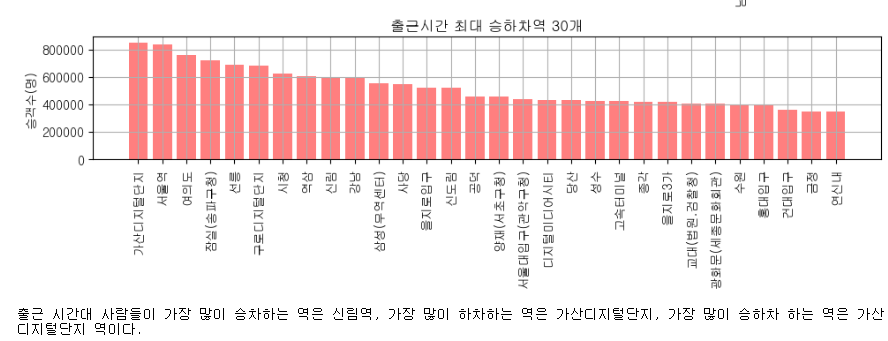 출근시간 최대 승하차역 30개
승객수(명)
800000
600000
400000
200000
0
가산디지털단지
서울역
여의도
잠실(송파구청)
선릉
구로디지털단지
시청
역삼
신림
강남
삼성(무역센터)
사당
을지로입구
신도림
공덕
양재(서초구청)
서울대입구(관악구청)
디지털미디어시티
당산
성수
고속터미널
종각
을지로3가
교대(법원.검찰청)
광화문(세종문화회관)
수원
홍대입구
건대입구
금정
연신내
출근 시간대 사람들이 가장 많이 승차하는 역은 신림역, 가장 많이 하차하는 역은 가산디지털단지, 가장 많이 승하차 하는 역은 가산
디지털단지 역이다.